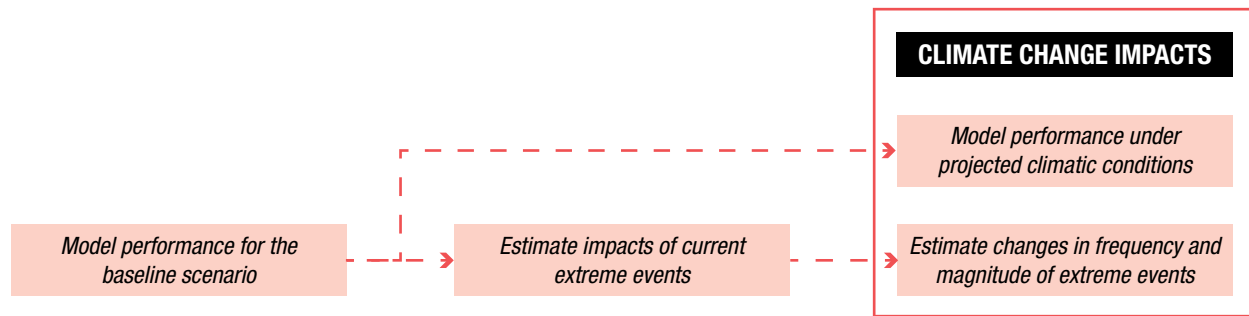 CLIMATE CHANGE IMPACTS
Model performance under
projected climatic conditions
Model performance for the
baseline scenario
Estimate impacts of current
extreme events
Estimate changes in frequency and
magnitude of extreme events